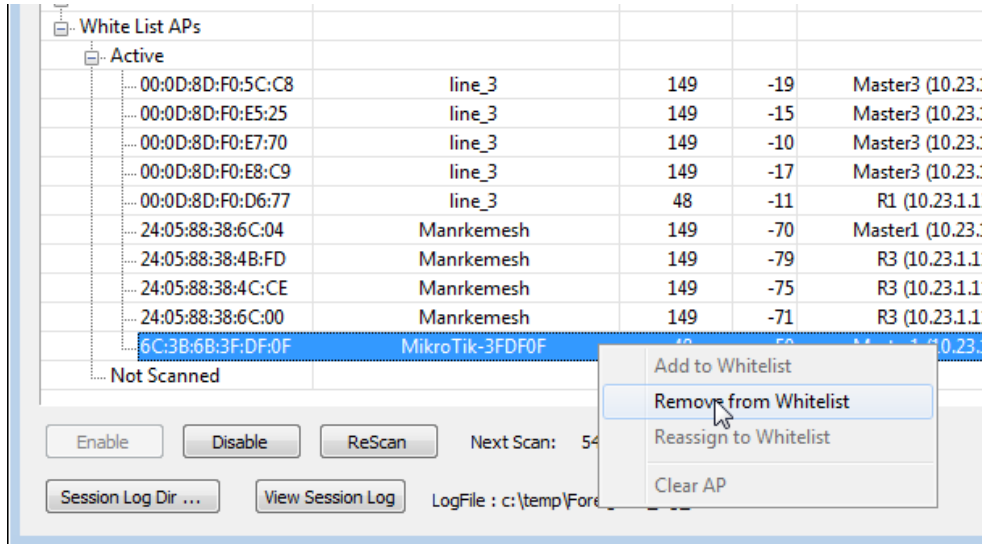 White List APs
Active
00:0D:8D:F0:5C:C8 line_3 149 -19 Master3 (10.23.
00:0D:8D:F0:E5:25 line_3 149 -15 Master3 (10.23.
00:0D:8D:F0:E7:70 line_3 149 -10 Master3 (10.23.
00:0D:8D:F0:E8:C9 line_3 149 -17 Master3 (10.23.
00:0D:8D:F0:D6:77 line_3 48 -11 R1 (10.23.1.1
24:05:88:38:6C:04 Manrkemesh 149 -70 Master1 (10.23.
24:05:88:38:4B:FD Manrkemesh 149 -79 R3 (10.23.1.1
24:05:88:38:4C:CE Manrkemesh 149 -75 R3 (10.23.1.1
24:05:88:38:6C:00 Manrkemesh 149 -71 R3 (10.23.1.1
6C:3B:6B:3F:DF:0F MikroTik-3FDF0F
Not Scanned
Add to Whitelist
Remove from Whitelist
Reassign to Whitelist
Clear AP
Enable Disable ReScan Next Scan: 54
Session Log Dir ... View Session Log LogFile : c:\temp\Fore